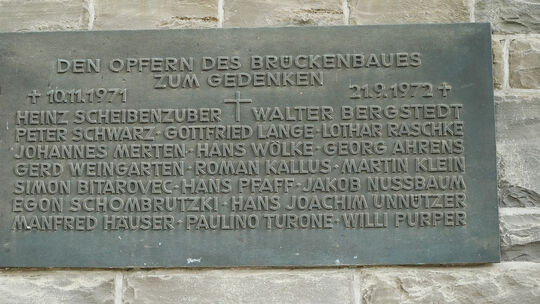 DEN OPFERN DES BRÜCKENBAUES
ZUM GEDENKEN
✝ 10.11.1971 21.9.1972 ✝
HEINZ SCHEIBENZUBER ✝ WALTER BERGSTEDT
PETER SCHWARZ · GOTTFRIED LANGE · LOTHAR RASCHKE
JOHANNES MERTEN · HANS WÖLKE · GEORG AHRENS
GERD WEINGARTEN · ROMAN KALLUS · MARTIN KLEIN
SIMON BITAROVEC · HANS PFAFF · JAKOB NUSSBAUM
EGON SCHOMBRUTZKI · HANS JOACHIM UNNÜTZER
MANFRED HÄUSER · PAULINO TURONE · WILLI PURPER